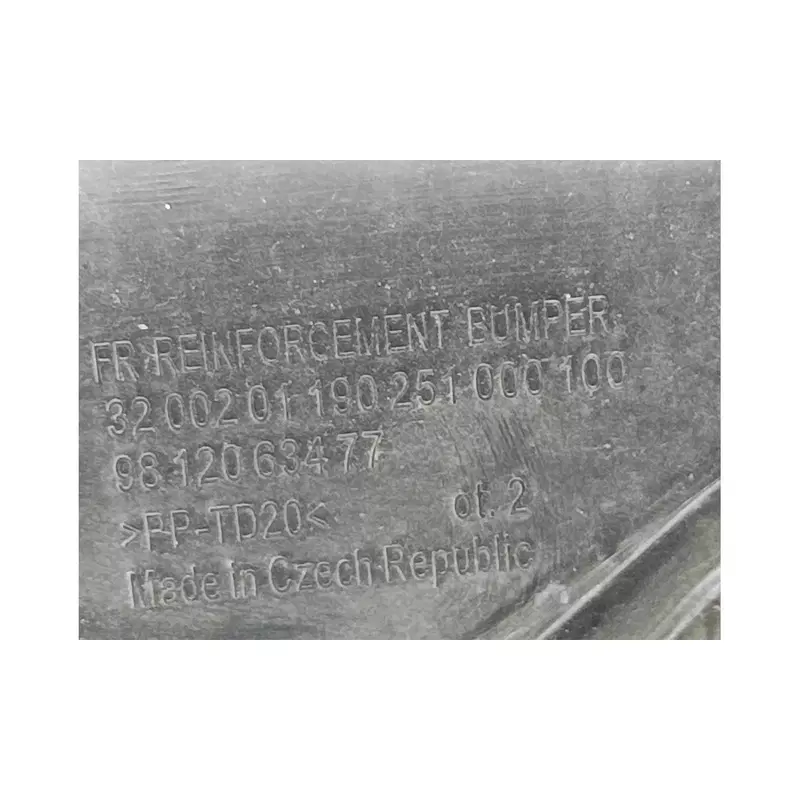 FR REINFORCEMENT BUMPER
32 002 01 190 251 000 100
98 120 634 77
>PP-TD20< ot. 2
Made in Czech Republic